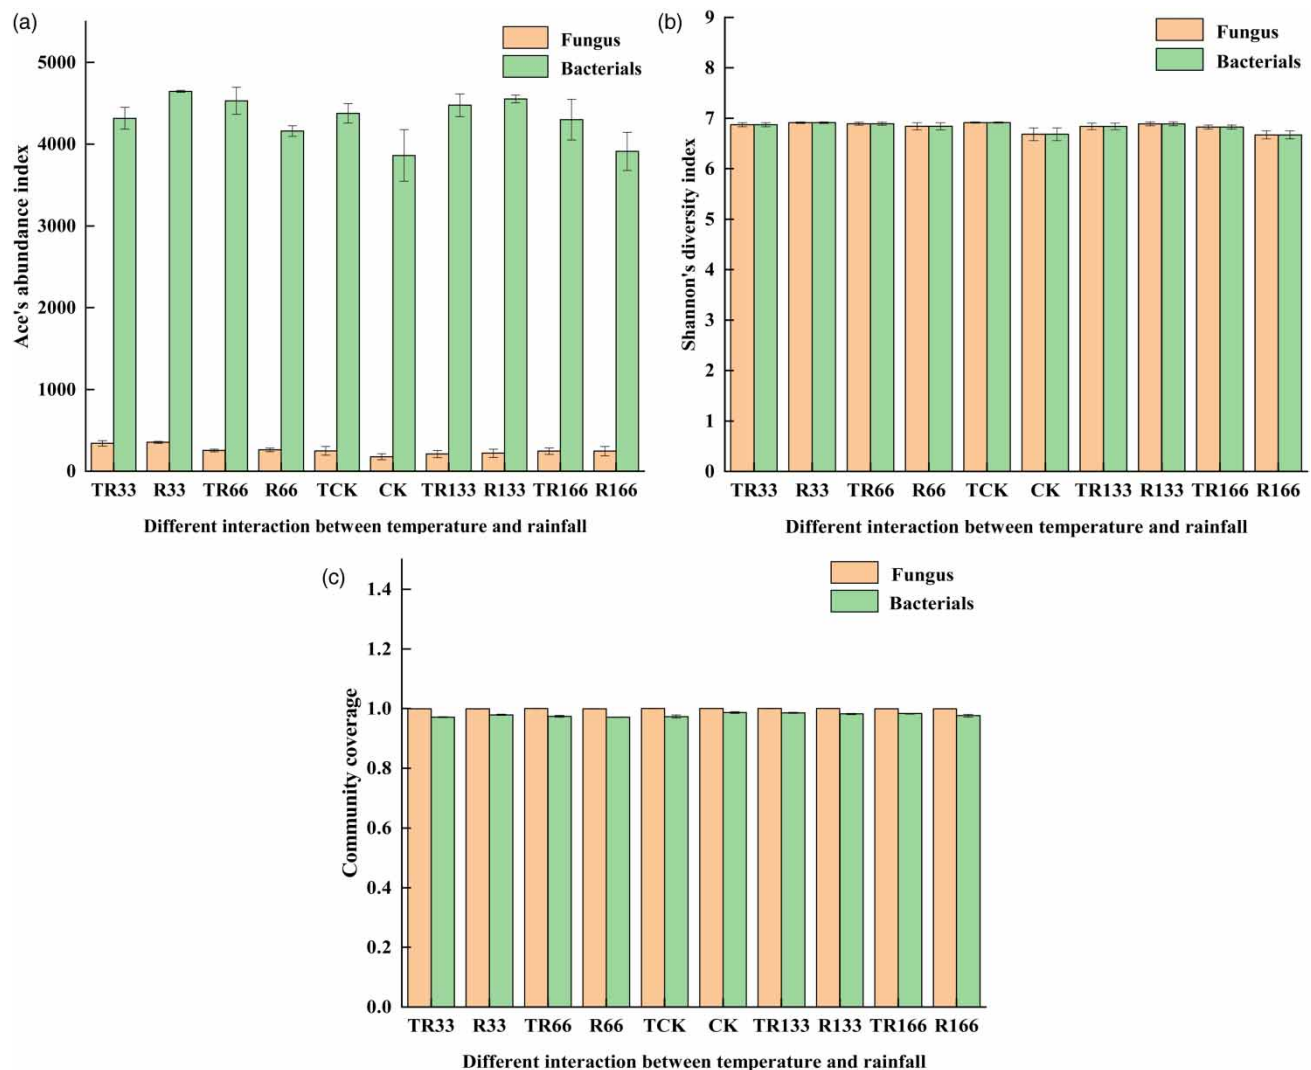 (a)
Fungus
Bacterials
5000
4000
3000
2000
1000
0
Ace's abundance index
TR33 R33 TR66 R66 TCK CK TR133 R133 TR166 R166
Different interaction between temperature and rainfall
(b)
Fungus
Bacterials
9
8
7
6
5
4
3
2
1
0
Shannon's diversity index
TR33 R33 TR66 R66 TCK CK TR133 R133 TR166 R166
Different interaction between temperature and rainfall
(c)
Fungus
Bacterials
1.4
1.2
1.0
0.8
0.6
0.4
0.2
0.0
Community coverage
TR33 R33 TR66 R66 TCK CK TR133 R133 TR166 R166
Different interaction between temperature and rainfall